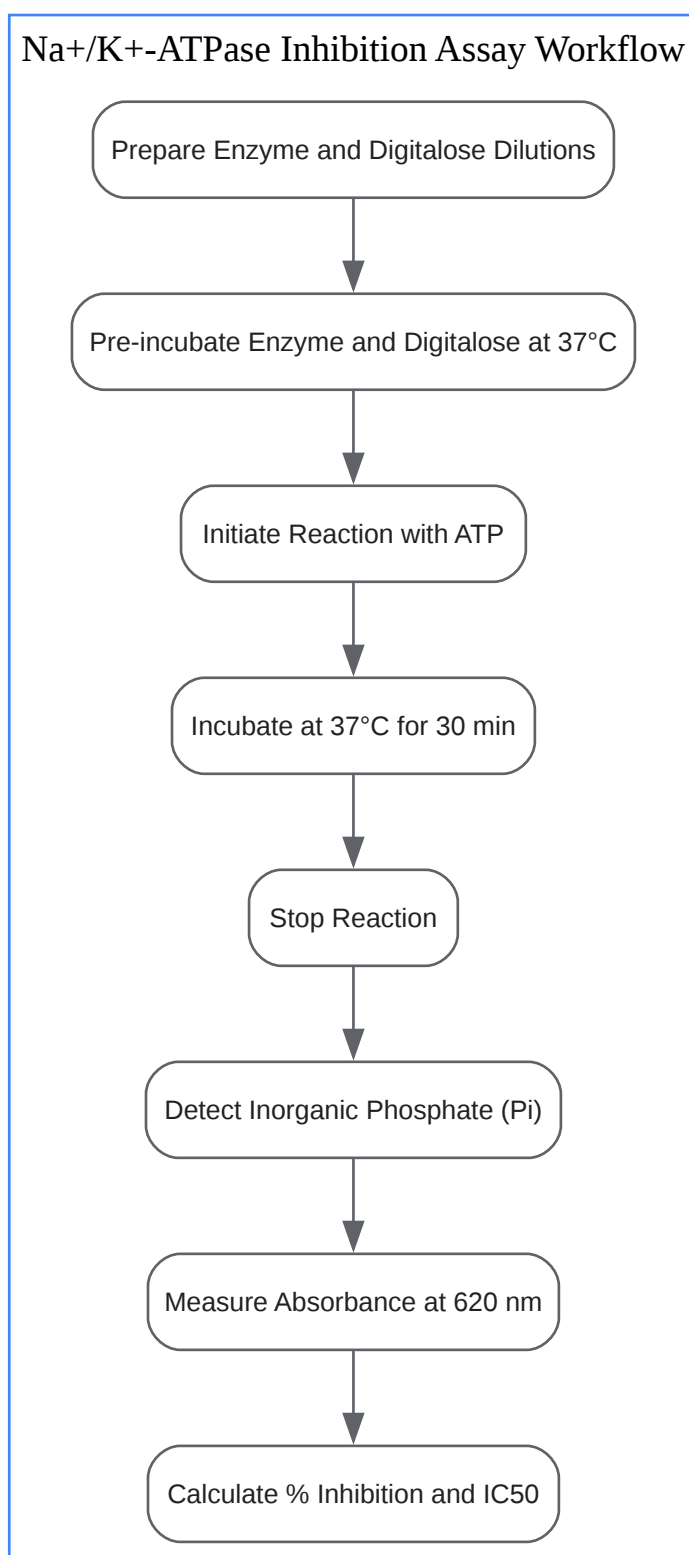 Na+/K+-ATPase Inhibition Assay Workflow
Prepare Enzyme and Digitalose Dilutions
Pre-incubate Enzyme and Digitalose at 37°C
Initiate Reaction with ATP
Incubate at 37°C for 30 min
Stop Reaction
Detect Inorganic Phosphate (Pi)
Measure Absorbance at 620 nm
Calculate % Inhibition and IC50